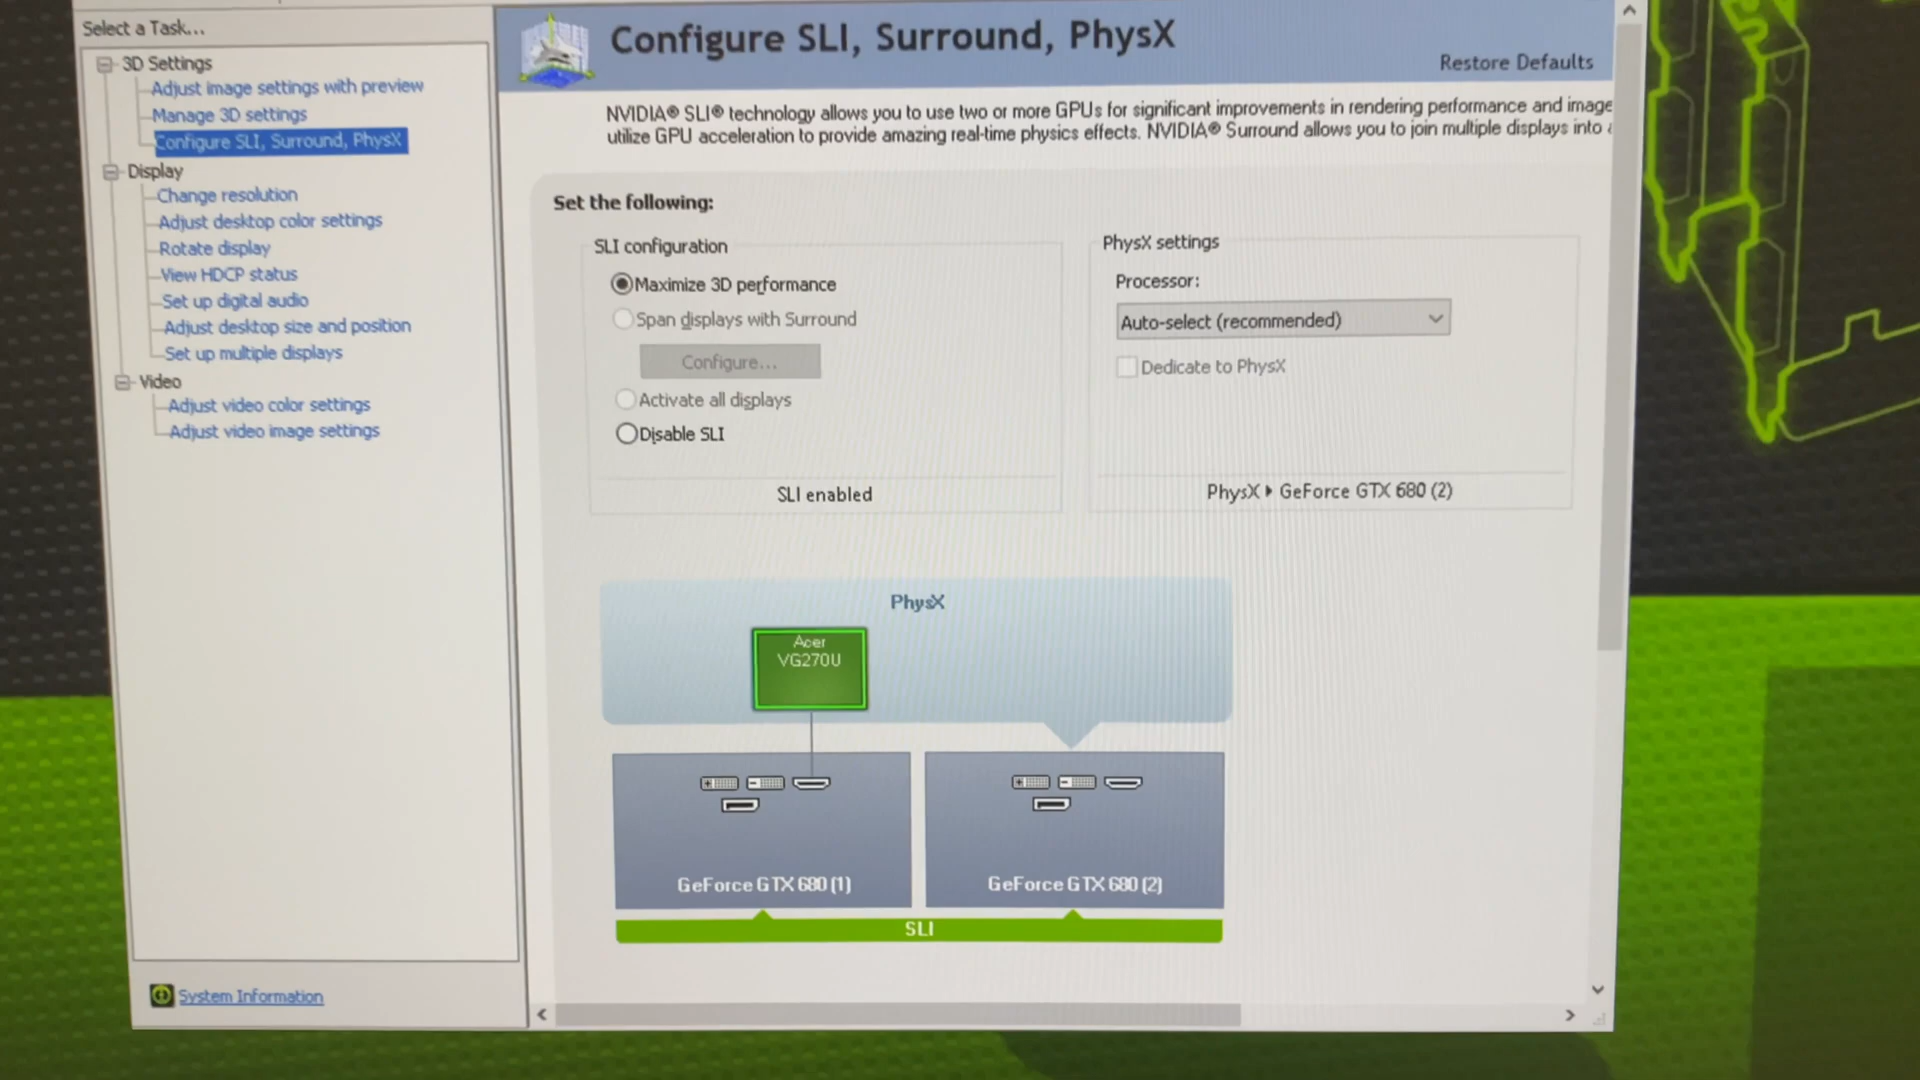 Select a Task...
3D Settings
Adjust image settings with preview
Manage 3D settings
Configure SLI, Surround, PhysX
Display
Change resolution
Adjust desktop color settings
Rotate display
View HDCP status
Set up digital audio
Adjust desktop size and position
Set up multiple displays
Video
Adjust video color settings
Adjust video image settings
System Information
Configure SLI, Surround, PhysX
Restore Defaults
NVIDIA® SLI® technology allows you to use two or more GPUs for significant improvements in rendering performance and image
utilize GPU acceleration to provide amazing real-time physics effects. NVIDIA® Surround allows you to join multiple displays into
Set the following:
SLI configuration
Maximize 3D performance
Span displays with Surround
Configure...
Activate all displays
Disable SLI
SLI enabled
PhysX settings
Processor:
Auto-select (recommended)
Dedicate to PhysX
PhysX ▸ GeForce GTX 680 (2)
PhysX
Acer
VG270U
GeForce GTX 680 (1)
GeForce GTX 680 (2)
SLI